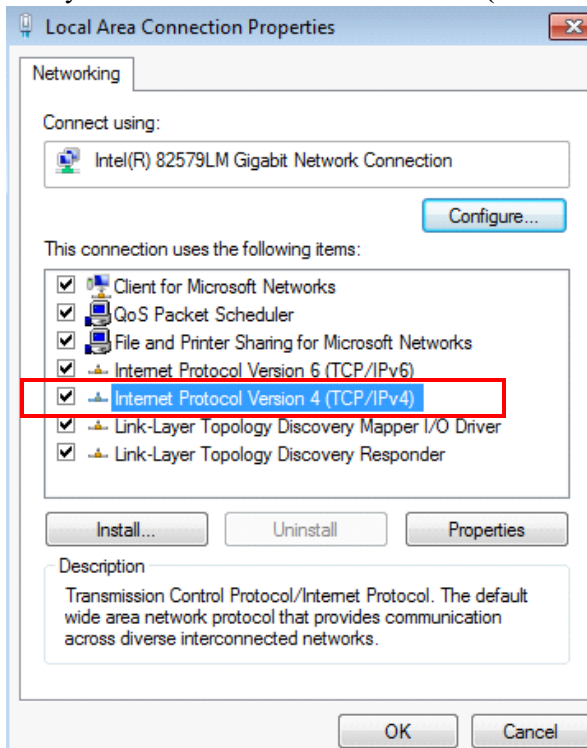 Local Area Connection Properties
Networking
Connect using:
Intel(R) 82579LM Gigabit Network Connection
Configure...
This connection uses the following items:
Client for Microsoft Networks
QoS Packet Scheduler
File and Printer Sharing for Microsoft Networks
Internet Protocol Version 6 (TCP/IPv6)
Internet Protocol Version 4 (TCP/IPv4)
Link-Layer Topology Discovery Mapper I/O Driver
Link-Layer Topology Discovery Responder
Install... Uninstall Properties
Description
Transmission Control Protocol/Internet Protocol. The default
wide area network protocol that provides communication
across diverse interconnected networks.
OK Cancel